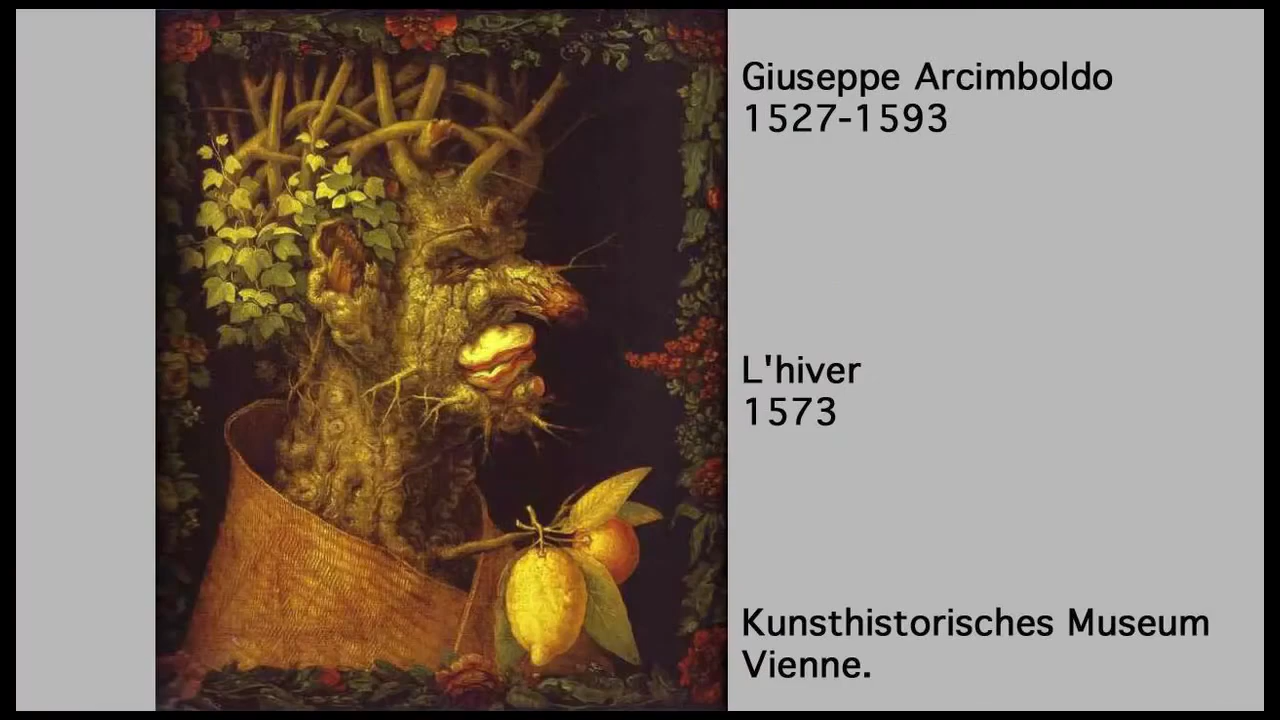 Giuseppe Arcimboldo
1527-1593
L'hiver
1573
Kunsthistorisches Museum
Vienne.